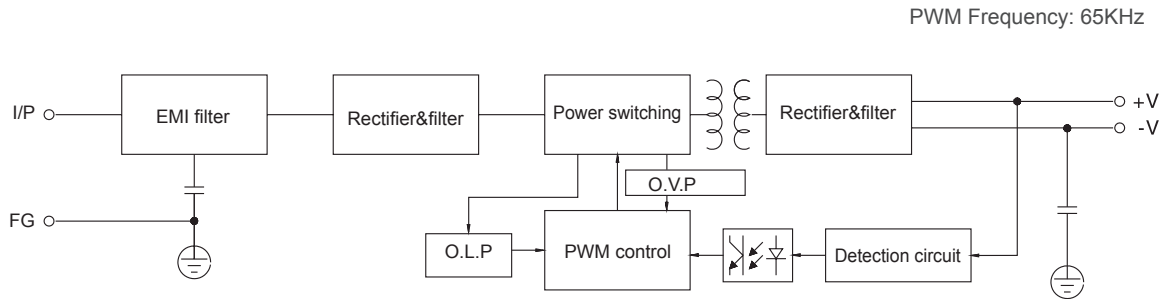 PWM Frequency: 65KHz
I/P
EMI filter
Rectifier&filter
Power switching
Rectifier&filter
+V
-V
O.V.P
FG
O.L.P
PWM control
Detection circuit